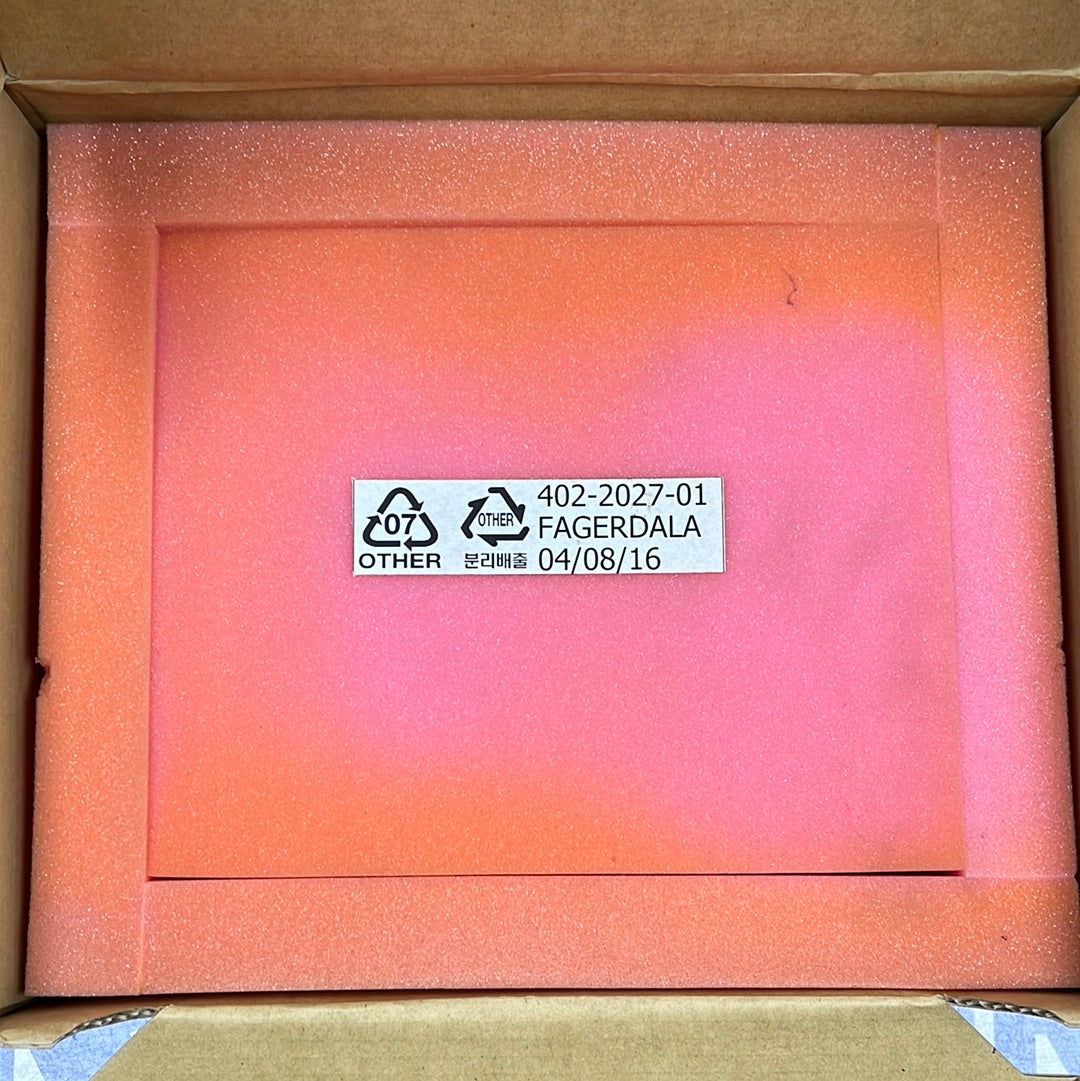 07
OTHER
OTHER
분리배출
402-2027-01
FAGERDALA
04/08/16